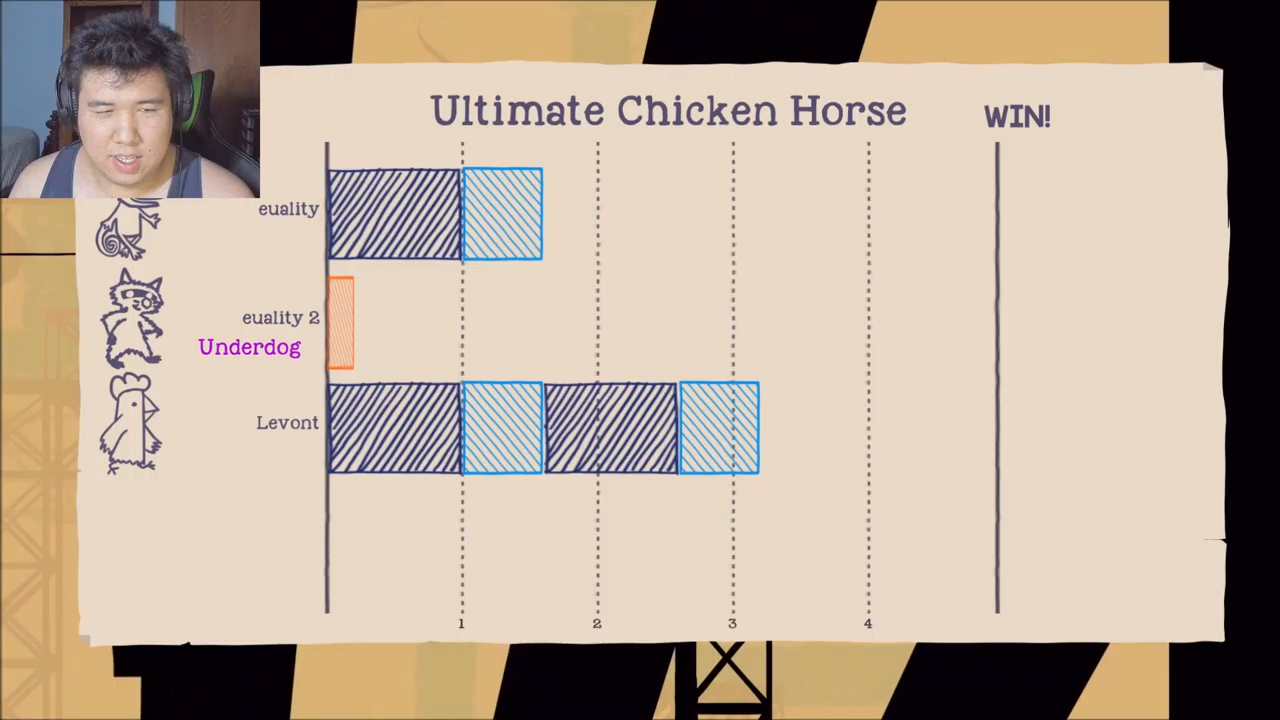 Ultimate Chicken Horse
WIN!
euality
euality 2
Underdog
Levont
1 2 3 4